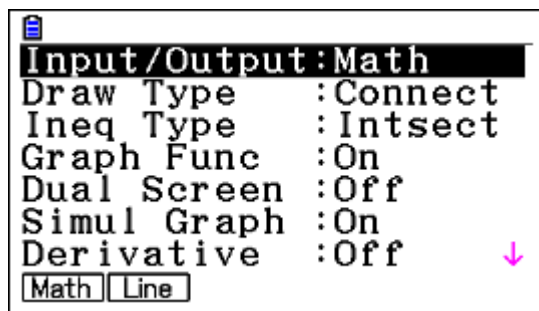 Input/Output:Math
Draw Type :Connect
Ineq Type :Intsect
Graph Func :On
Dual Screen :Off
Simul Graph :On
Derivative :Off ↓
Math Line